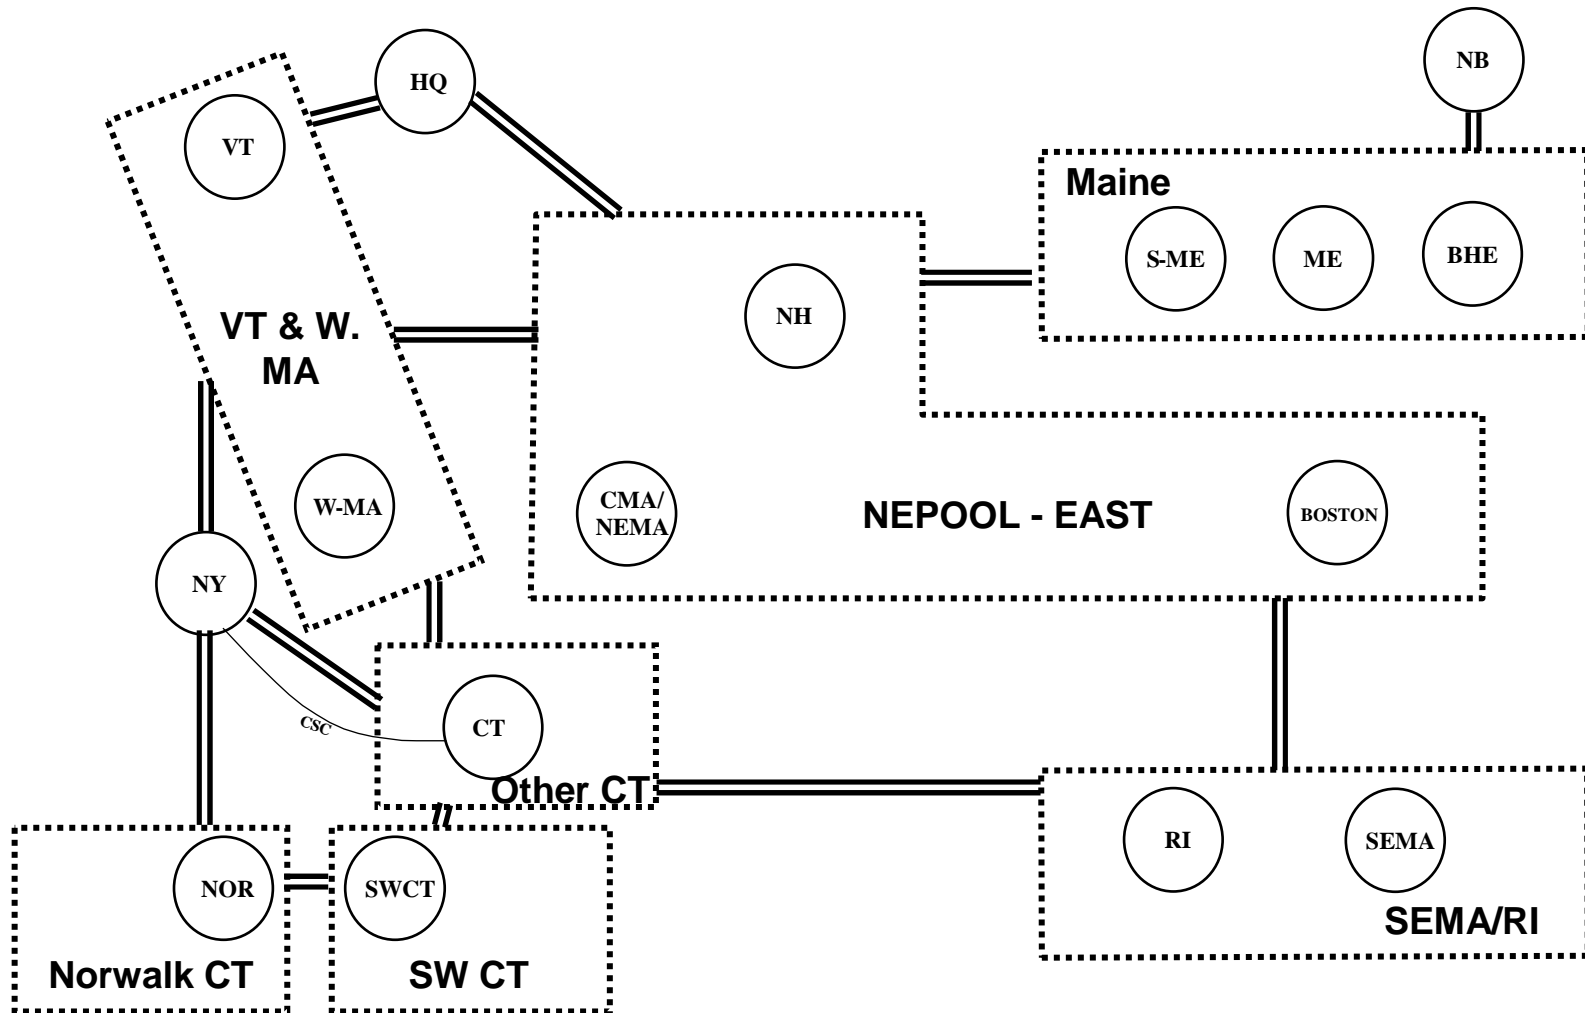 HQ
NB
VT
Maine
S-ME
ME
BHE
NH
VT & W.
MA
W-MA
CMA/
NEMA
NEPOOL - EAST
BOSTON
NY
CSC
CT
Other CT
RI
SEMA
SEMA/RI
NOR
SWCT
Norwalk CT
SW CT